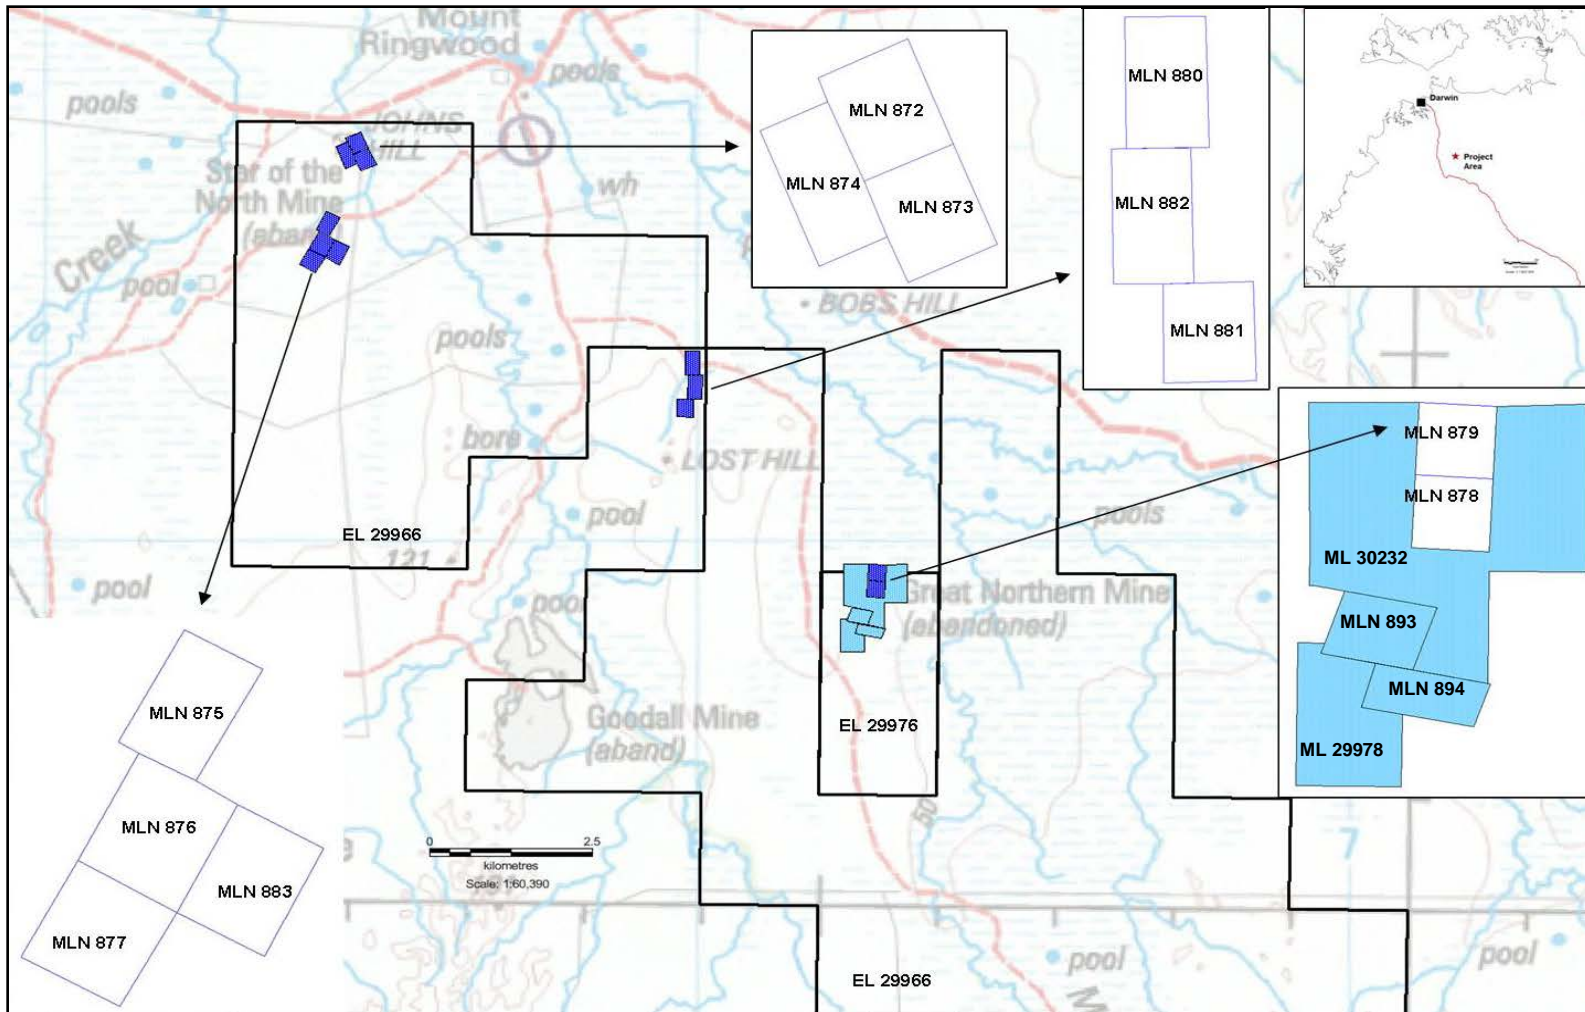 Mount
Ringwood
pools
pools
JOHNS
HILL
Star of the
North Mine
(aband)
wh
Creek
pool
pools
BOBS HILL
bore
LOST HILL
pool
EL 29966
121
pool
pool
pools
Great Northern Mine
(abandoned)
Goodall Mine
(aband)
EL 29976
50
0 2.5
kilometres
Scale: 1:60,390
7
EL 29966
pool
pool
M
MLN 872
MLN 874
MLN 873
MLN 880
MLN 882
MLN 881
Darwin
Project
Area
MLN 879
MLN 878
ML 30232
MLN 893
MLN 894
ML 29978
MLN 875
MLN 876
MLN 883
MLN 877